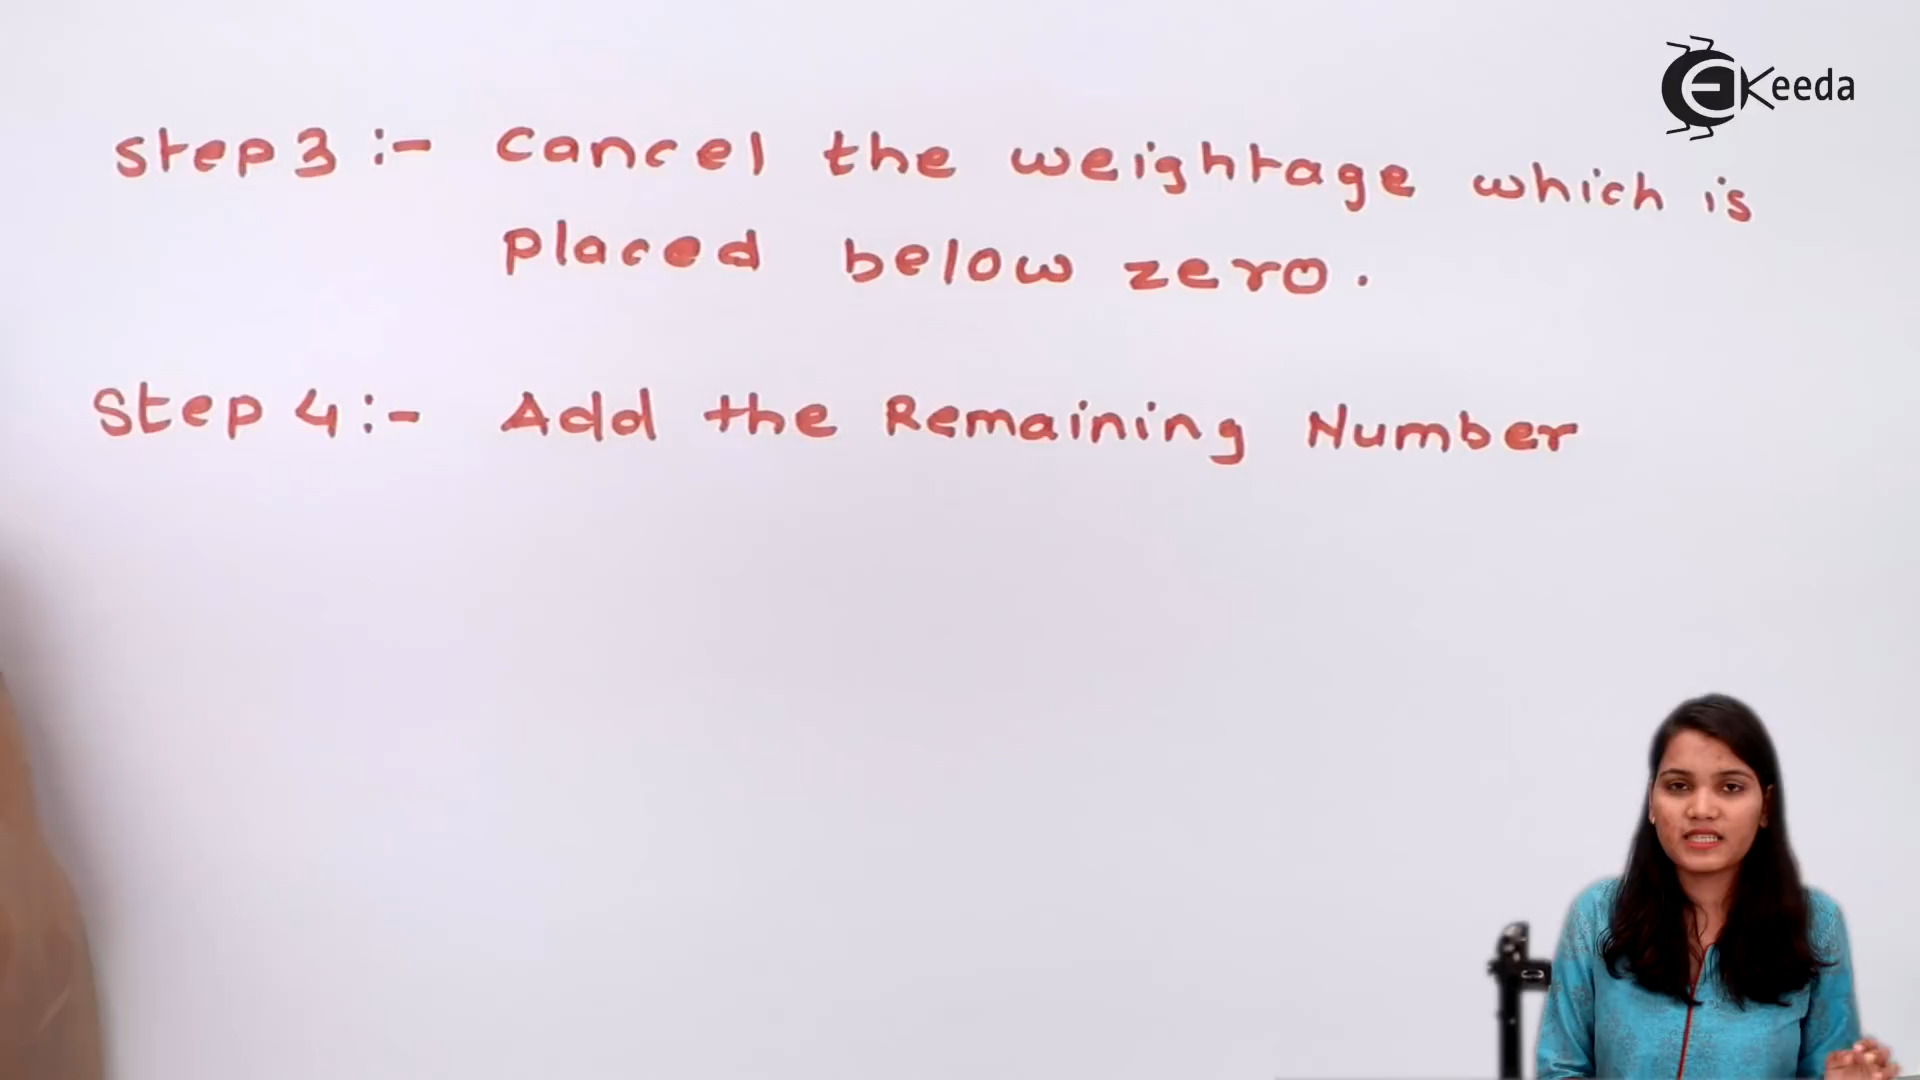 EKeeda
Step 3 :- Cancel the weightage which is
placed below zero.
Step 4 :- Add the Remaining Number